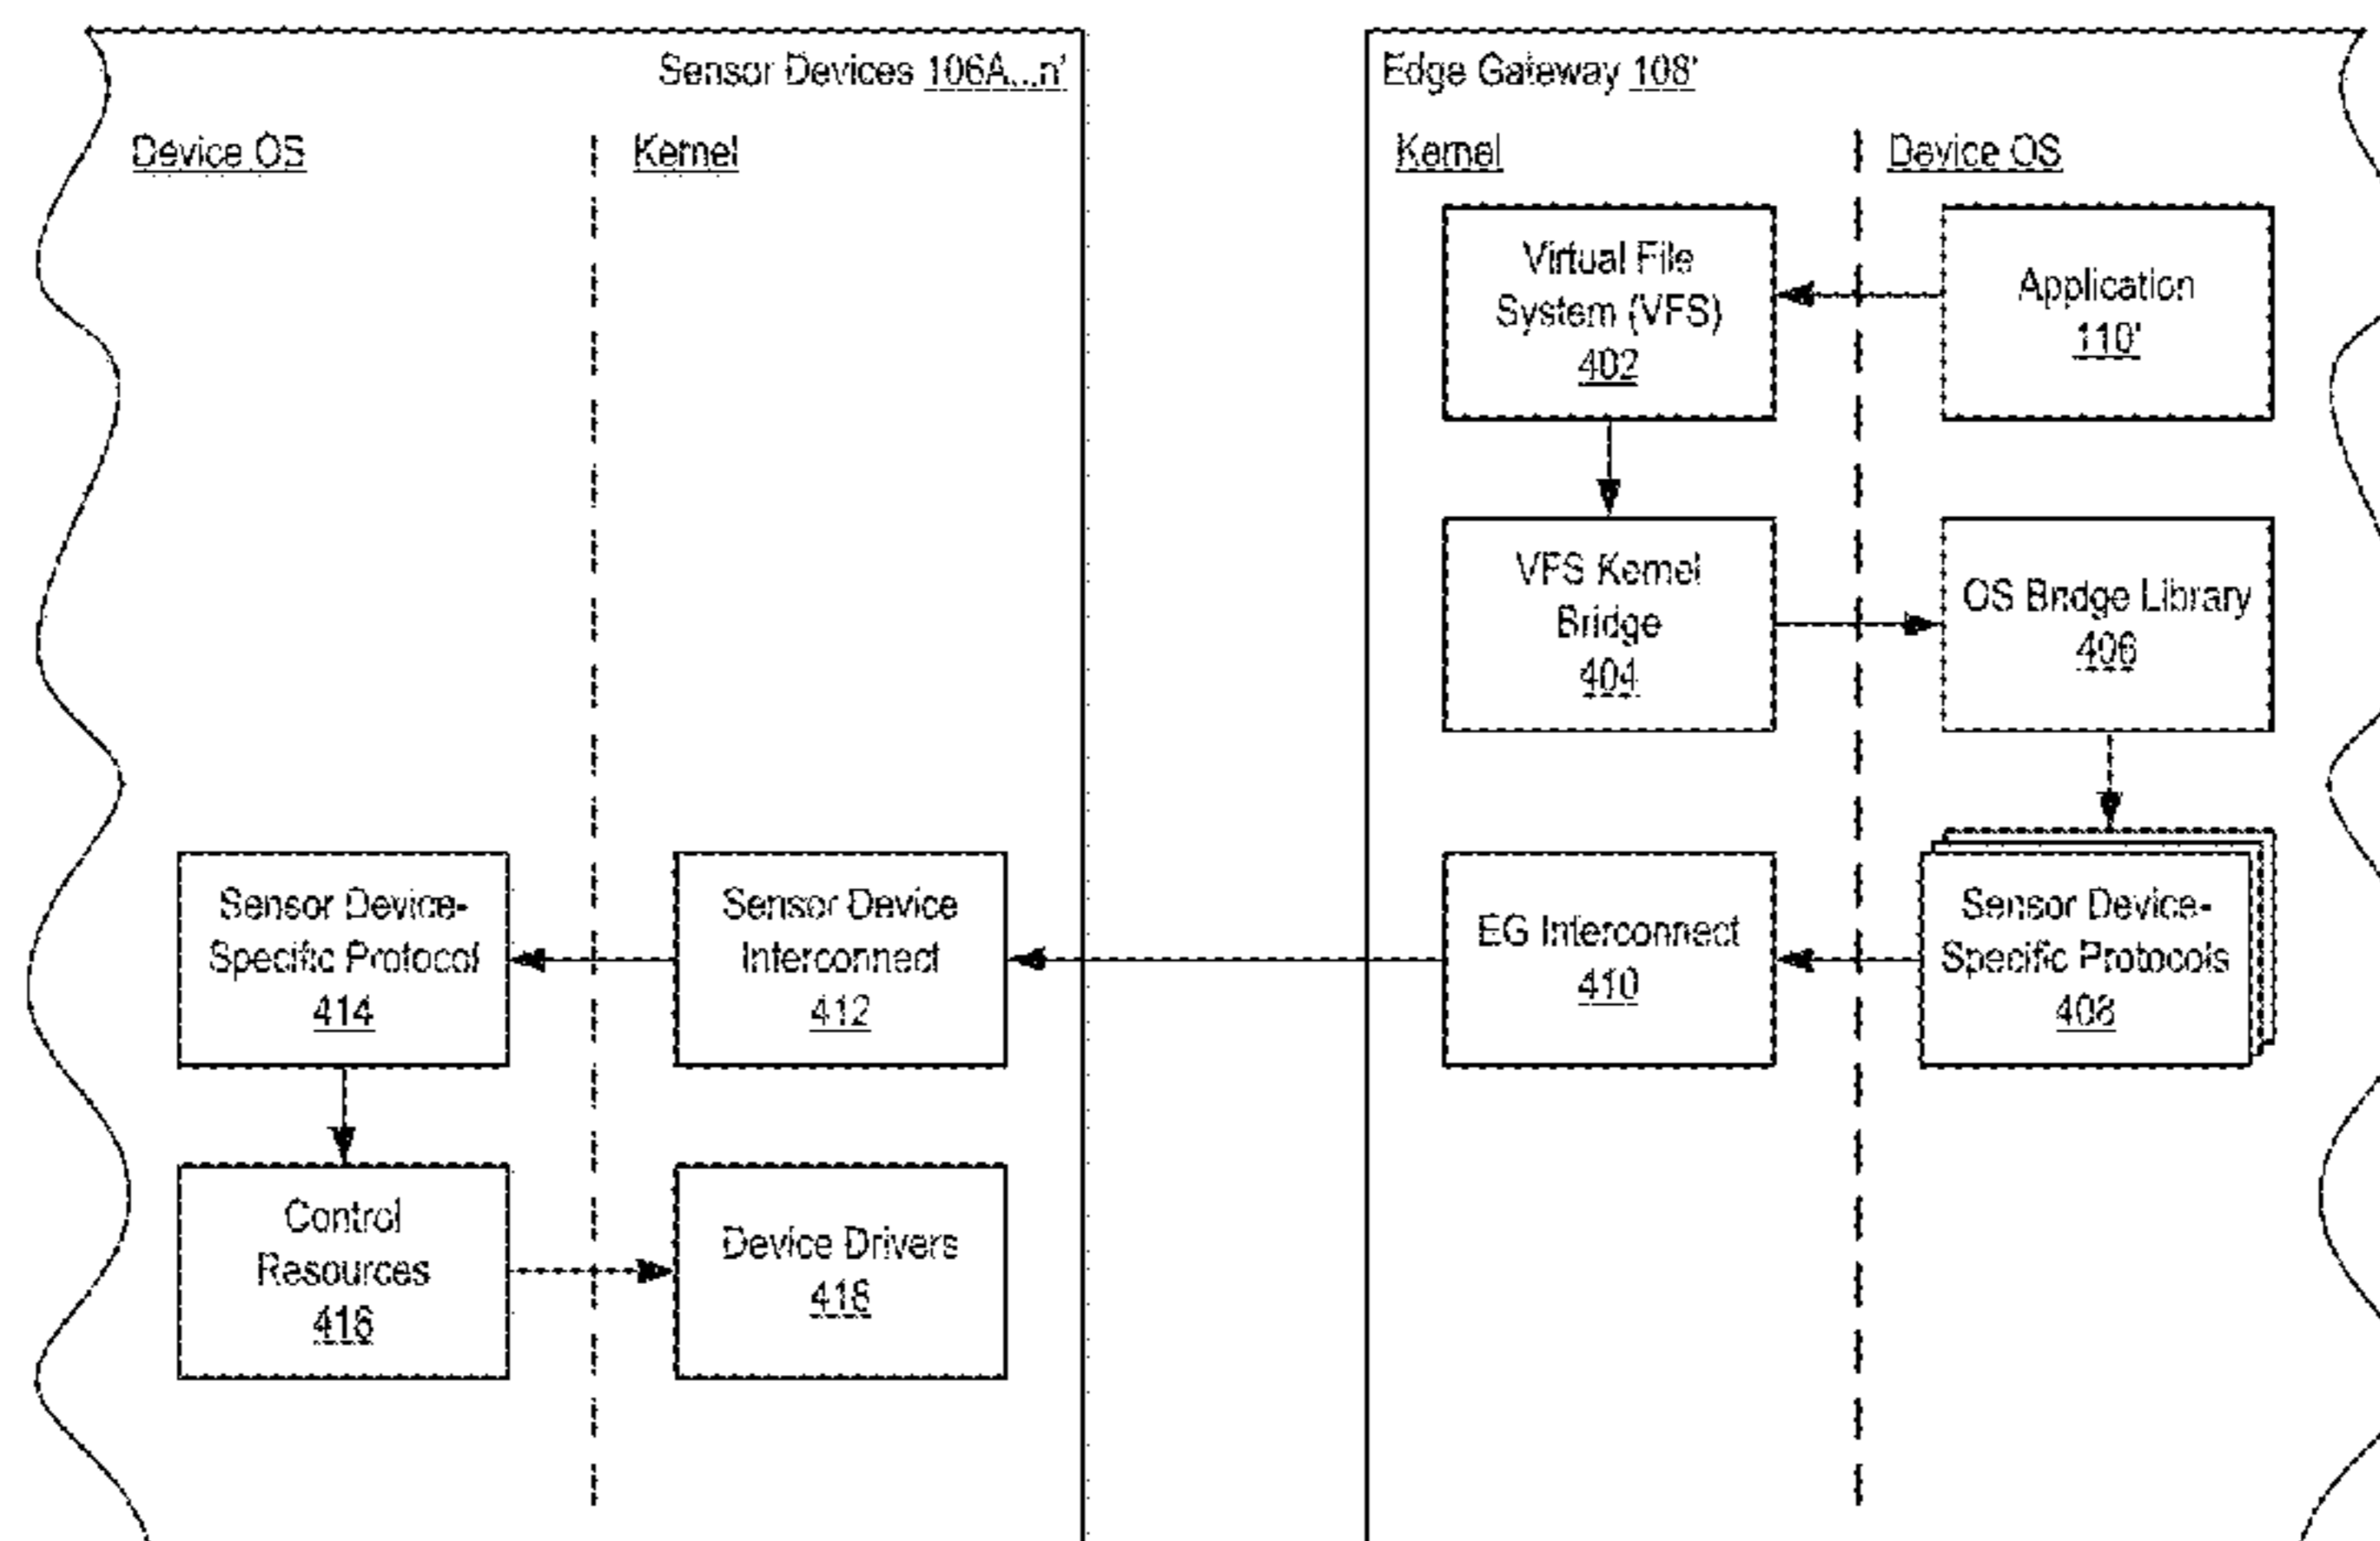 Sensor Devices 106A...n'
Device OS
Kernel
Sensor Device-
Specific Protocol
414
Sensor Device
Interconnect
412
Control
Resources
416
Device Drivers
418
Edge Gateway 108'
Kernel
Device OS
Virtual File
System (VFS)
402
Application
110'
VFS Kernel
Bridge
404
OS Bridge Library
406
EG Interconnect
410
Sensor Device-
Specific Protocols
408